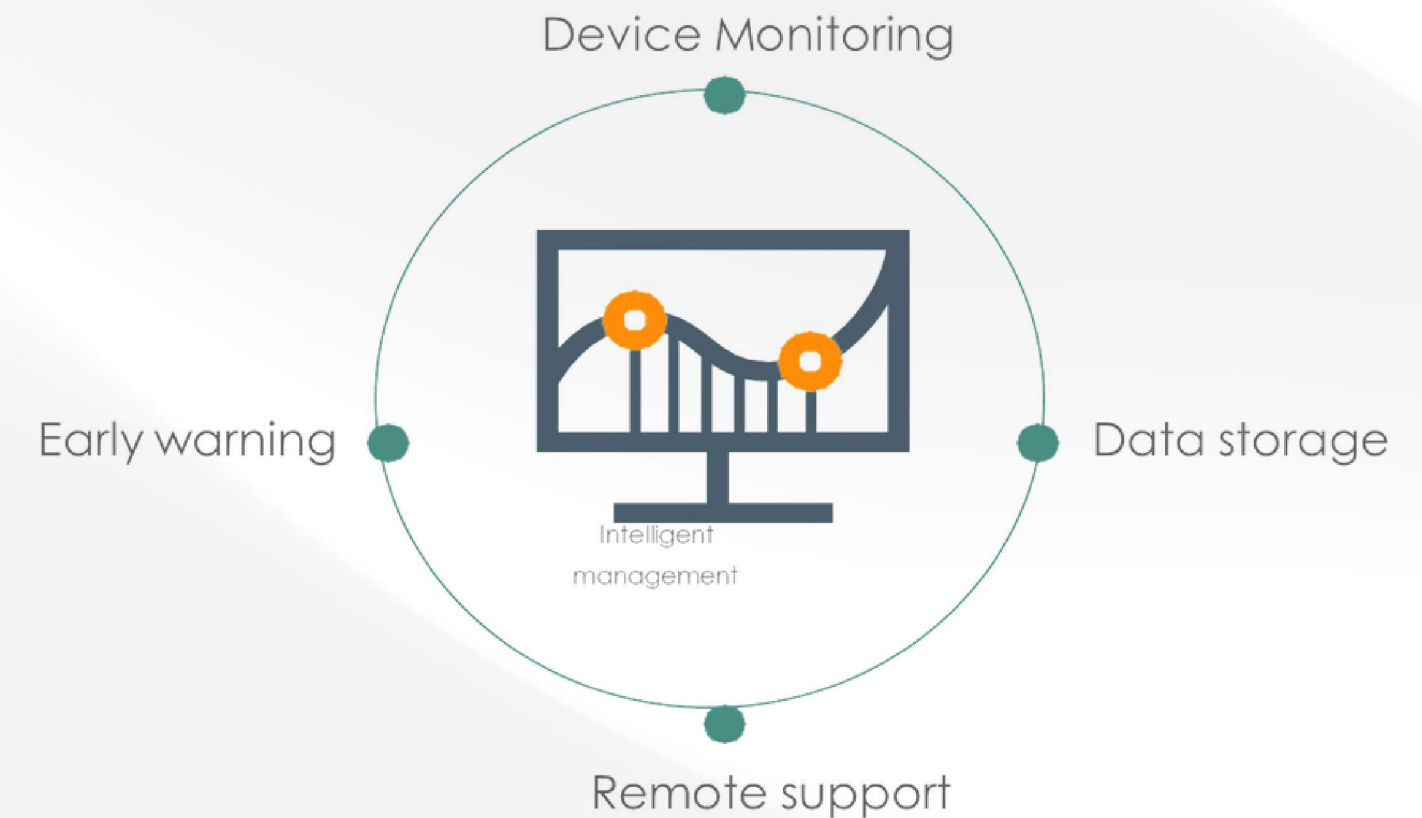 Device Monitoring
Early warning
Data storage
Intelligent
management
Remote support